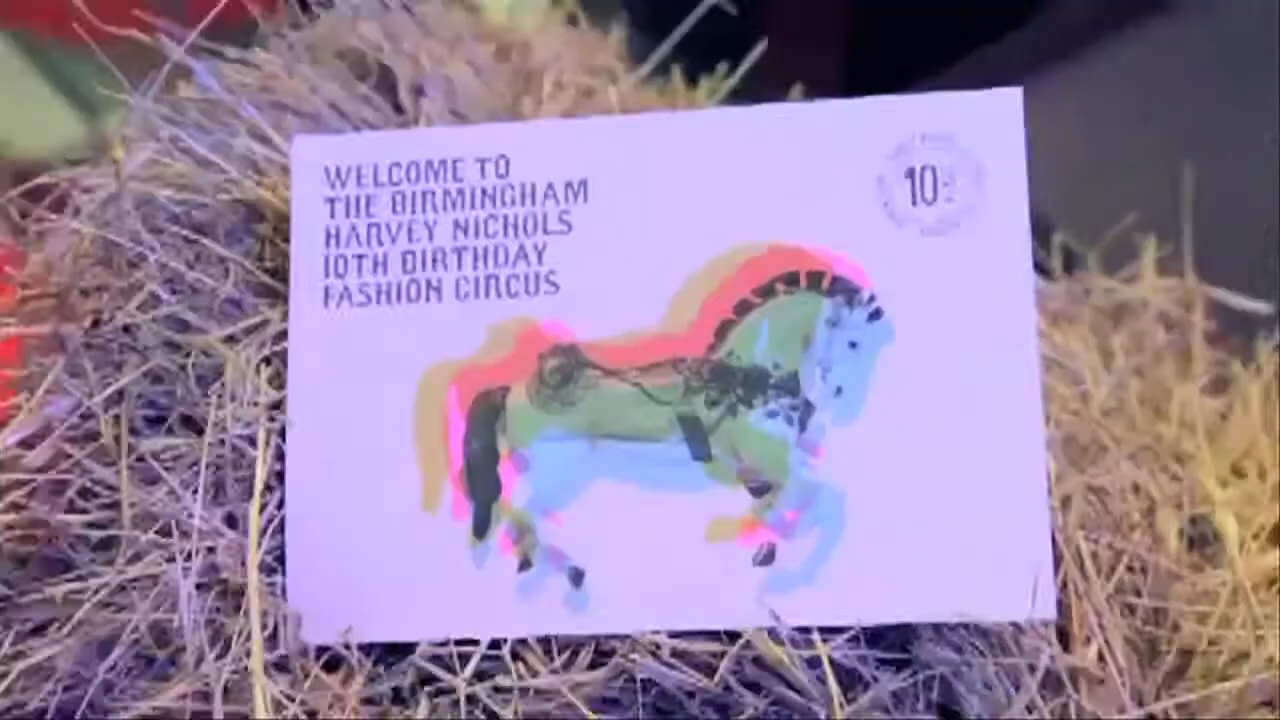 WELCOME TO
THE BIRMINGHAM
HARVEY NICHOLS
10TH BIRTHDAY
FASHION CIRCUS
10